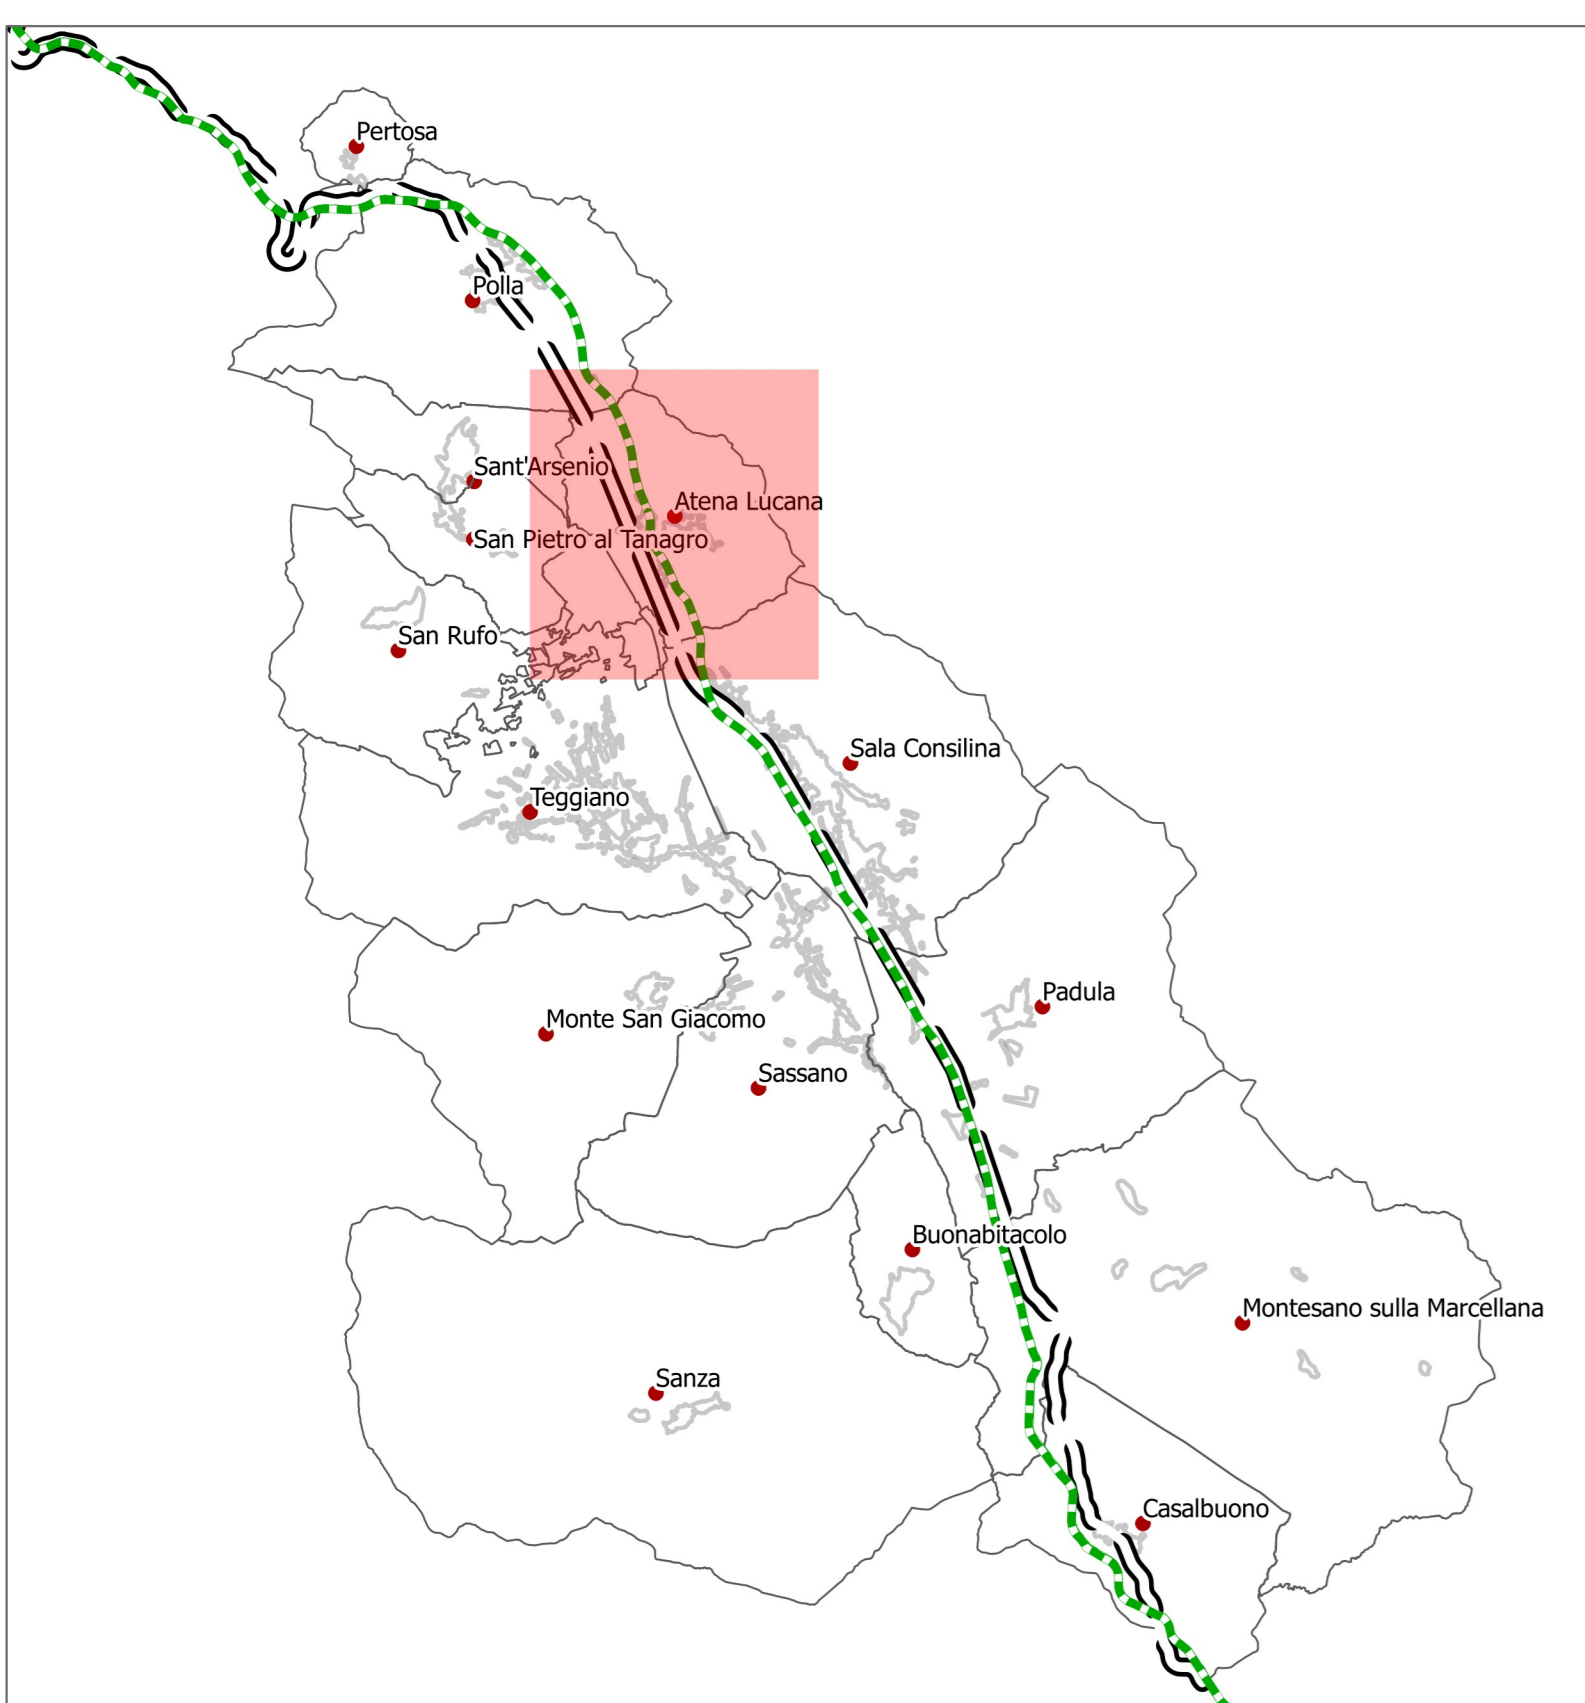 Pertosa
Polla
Sant'Arsenio
Atena Lucana
San Pietro al Tanagro
San Rufo
Sala Consilina
Teggiano
Padula
Monte San Giacomo
Sassano
Buonabitacolo
Montesano sulla Marcellana
Sanza
Casalbuono